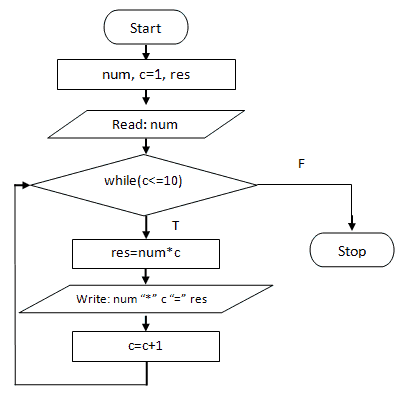 Start
num, c=1, res
Read: num
while(c<=10)
F
T
res=num*c
Stop
Write: num “*” c “=” res
c=c+1